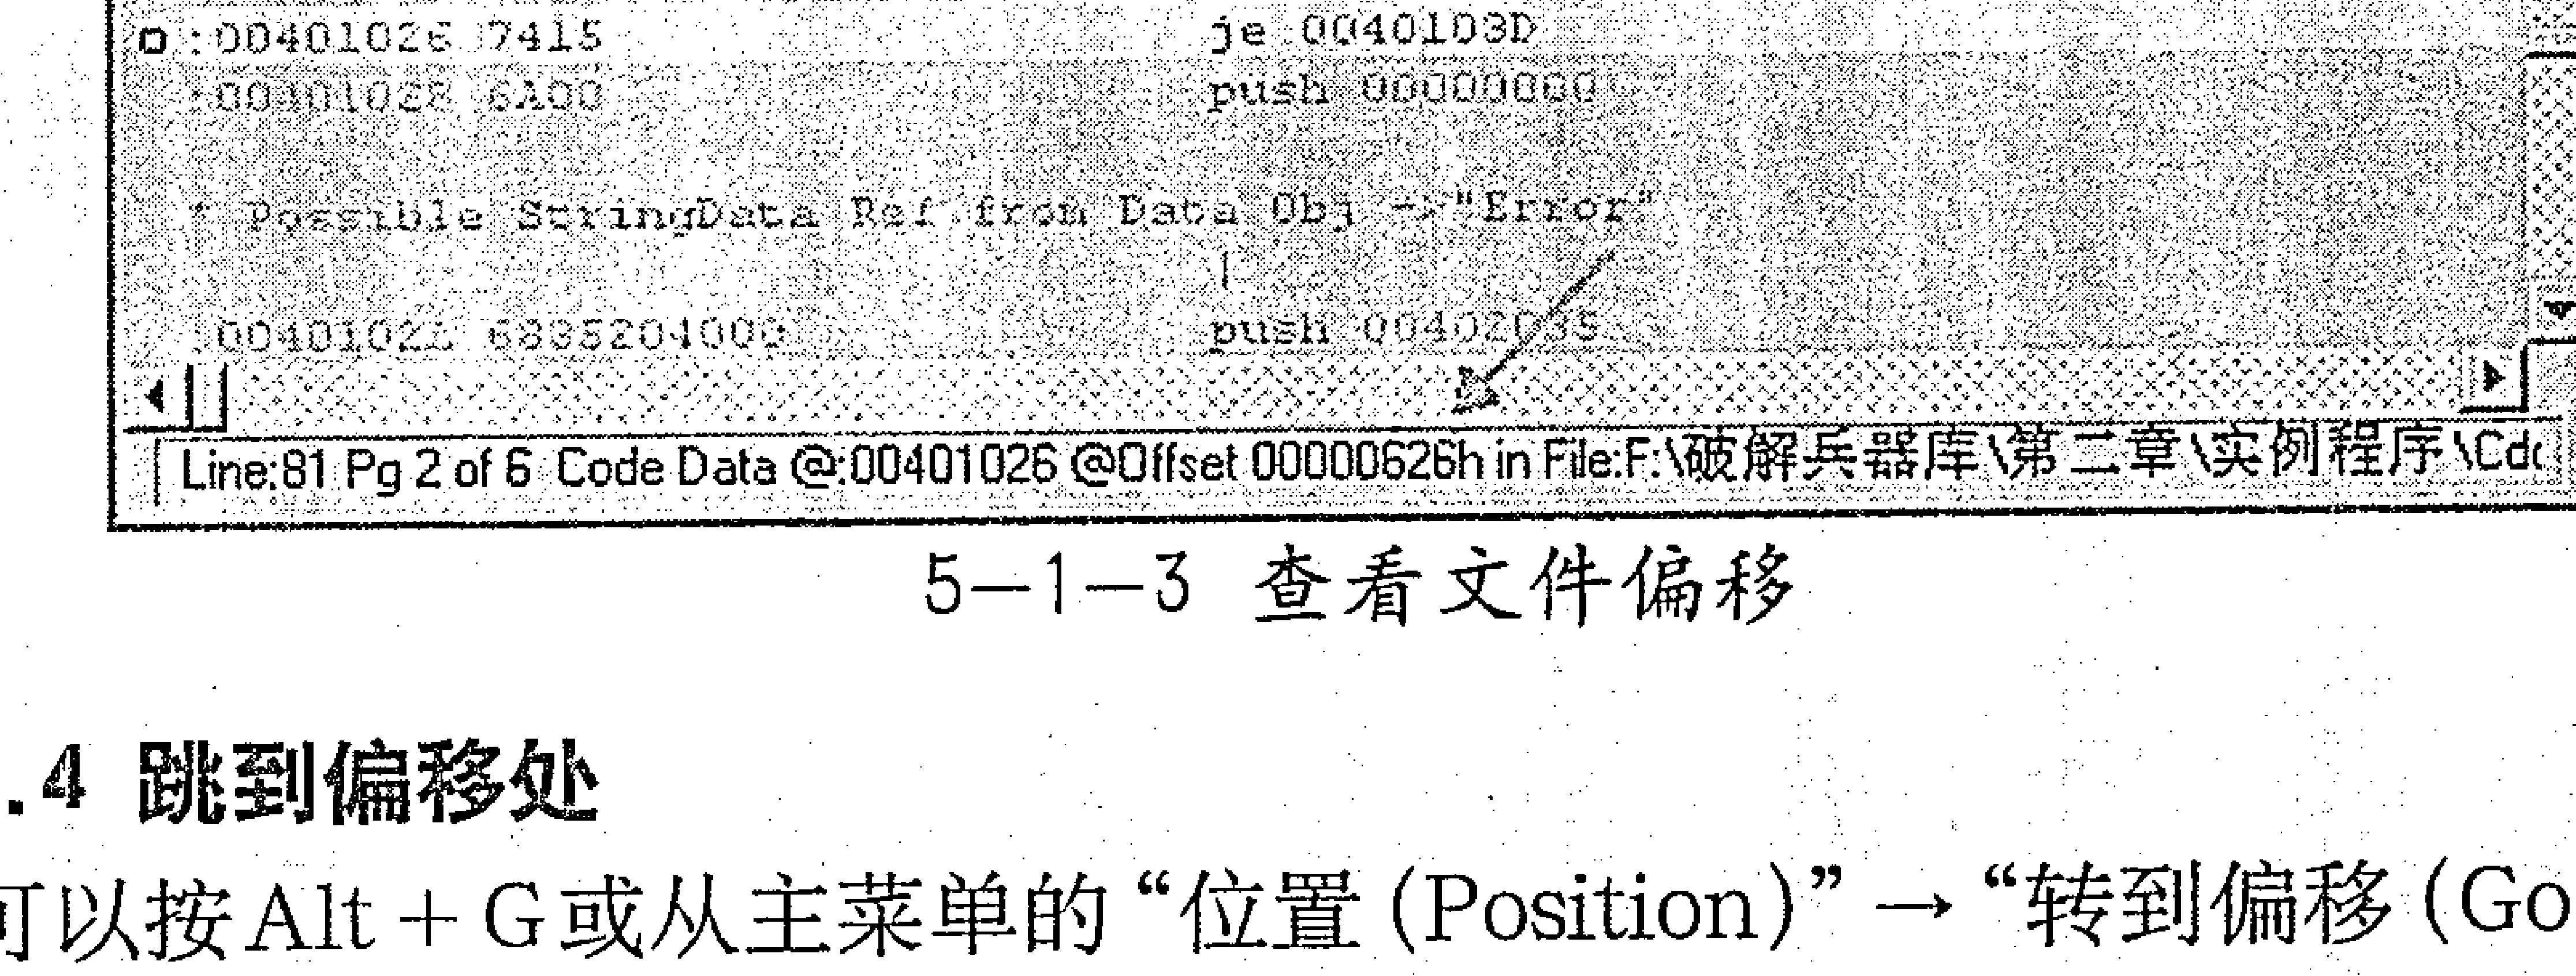 :00401026 7415 je 0040103D
:00401028 6A00 push 00000000
* Possible StringData Ref from Data Obj ->"Error"
|
:0040102A 6835204000 push 00402035
Line:81 Pg 2 of 6 Code Data @:00401026 @Offset 00000626h in File:F:\破解兵器库\第二章\实例程序\Cdc
5—1—3 查看文件偏移
.4 跳到偏移处
可以按Alt + G或从主菜单的“位置(Position)”→“转到偏移(Go